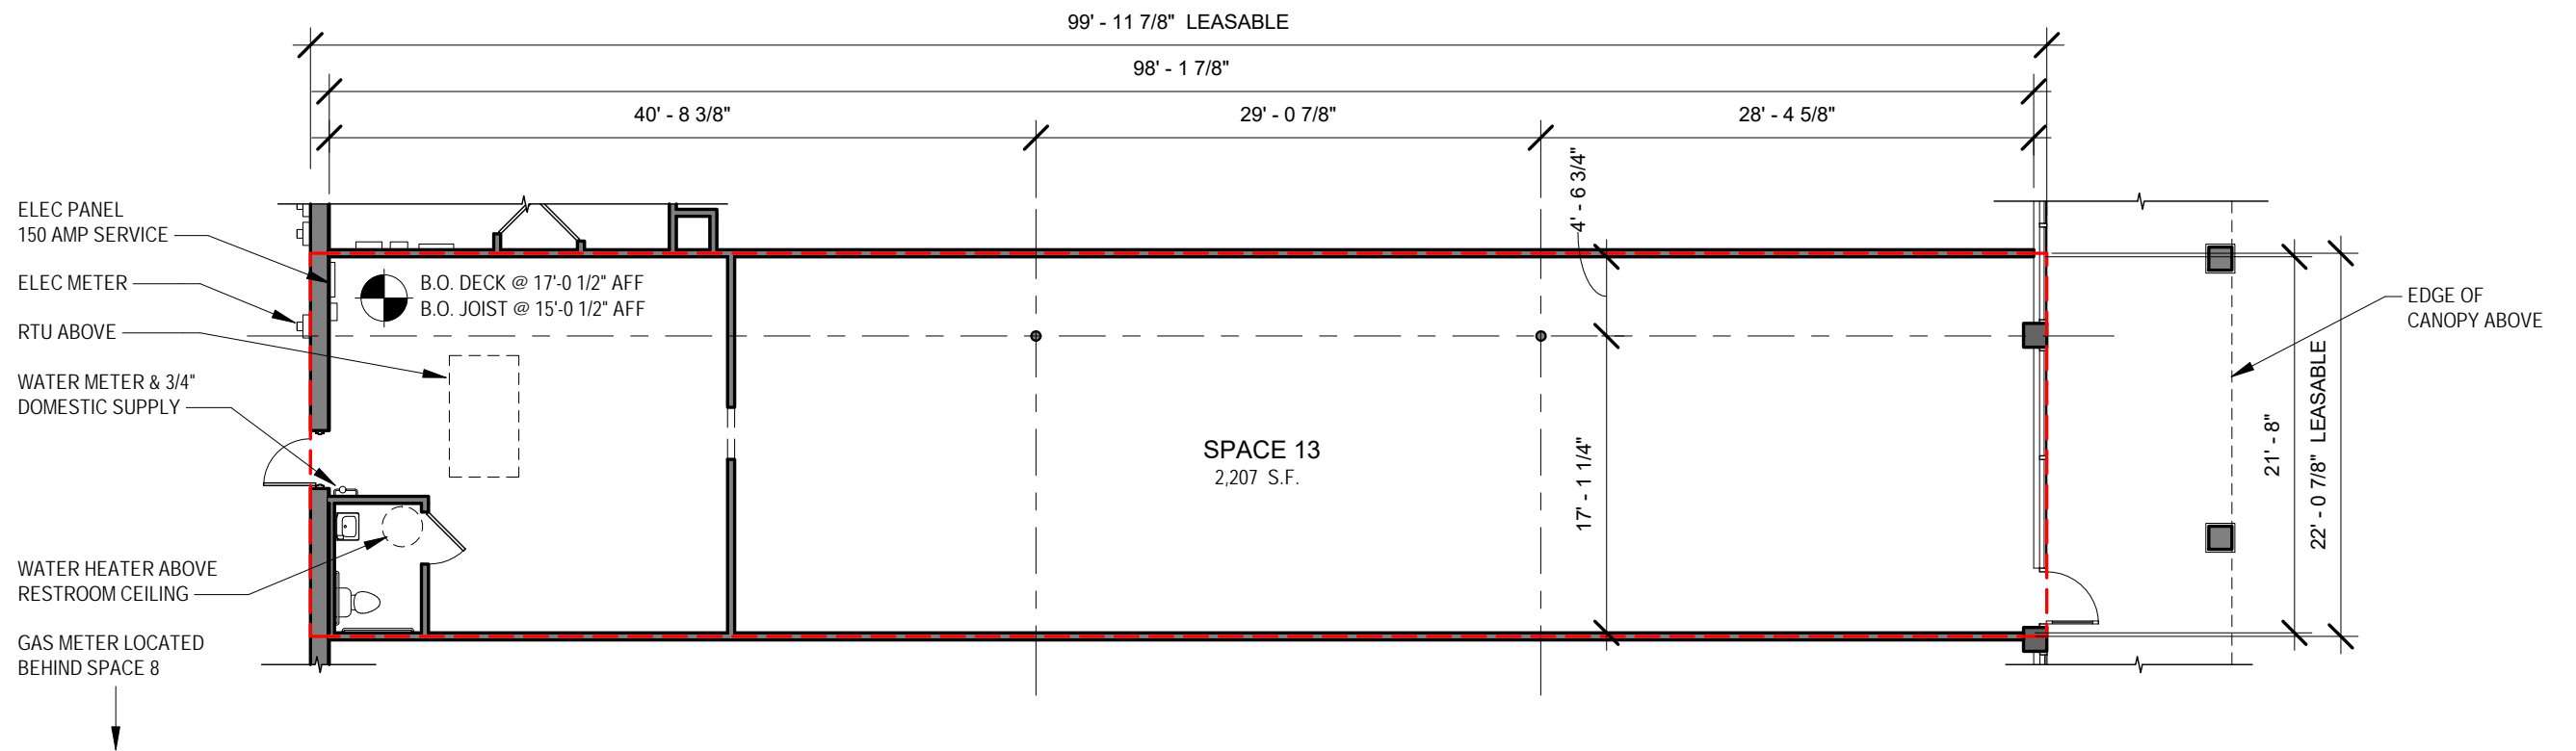 99' - 11 7/8" LEASABLE
98' - 1 7/8"
40' - 8 3/8"
29' - 0 7/8"
28' - 4 5/8"
4' - 6 3/4"
ELEC PANEL
150 AMP SERVICE
ELEC METER
RTU ABOVE
WATER METER & 3/4"
DOMESTIC SUPPLY
WATER HEATER ABOVE
RESTROOM CEILING
GAS METER LOCATED
BEHIND SPACE 8
B.O. DECK @ 17'-0 1/2" AFF
B.O. JOIST @ 15'-0 1/2" AFF
SPACE 13
2,207 S.F.
17' - 1 1/4"
21' - 8"
22' - 0 7/8" LEASABLE
EDGE OF
CANOPY ABOVE